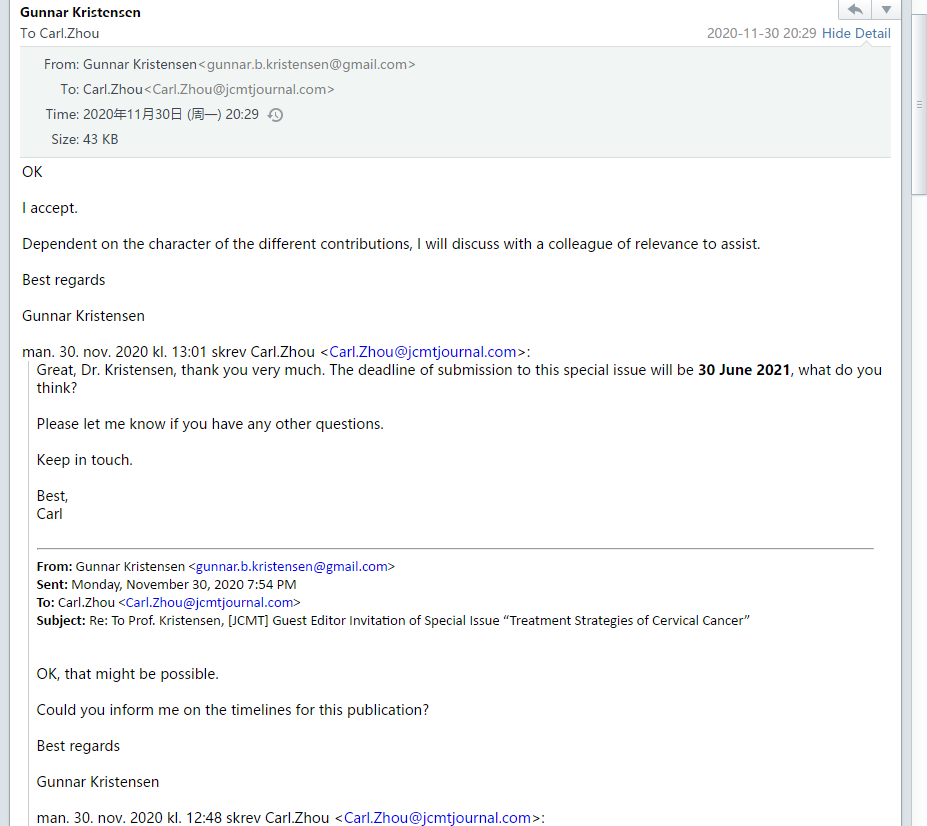 Gunnar Kristensen
To Carl.Zhou
2020-11-30 20:29 Hide Detail
From: Gunnar Kristensen<gunnar.b.kristensen@gmail.com>
To: Carl.Zhou<Carl.Zhou@jcmtjournal.com>
Time: 2020年11月30日 (周一) 20:29
Size: 43 KB
OK
I accept.
Dependent on the character of the different contributions, I will discuss with a colleague of relevance to assist.
Best regards
Gunnar Kristensen
man. 30. nov. 2020 kl. 13:01 skrev Carl.Zhou <Carl.Zhou@jcmtjournal.com>:
Great, Dr. Kristensen, thank you very much. The deadline of submission to this special issue will be 30 June 2021, what do you
think?
Please let me know if you have any other questions.
Keep in touch.
Best,
Carl
From: Gunnar Kristensen <gunnar.b.kristensen@gmail.com>
Sent: Monday, November 30, 2020 7:54 PM
To: Carl.Zhou <Carl.Zhou@jcmtjournal.com>
Subject: Re: To Prof. Kristensen, [JCMT] Guest Editor Invitation of Special Issue “Treatment Strategies of Cervical Cancer”
OK, that might be possible.
Could you inform me on the timelines for this publication?
Best regards
Gunnar Kristensen
man. 30. nov. 2020 kl. 12:48 skrev Carl.Zhou <Carl.Zhou@jcmtjournal.com>: